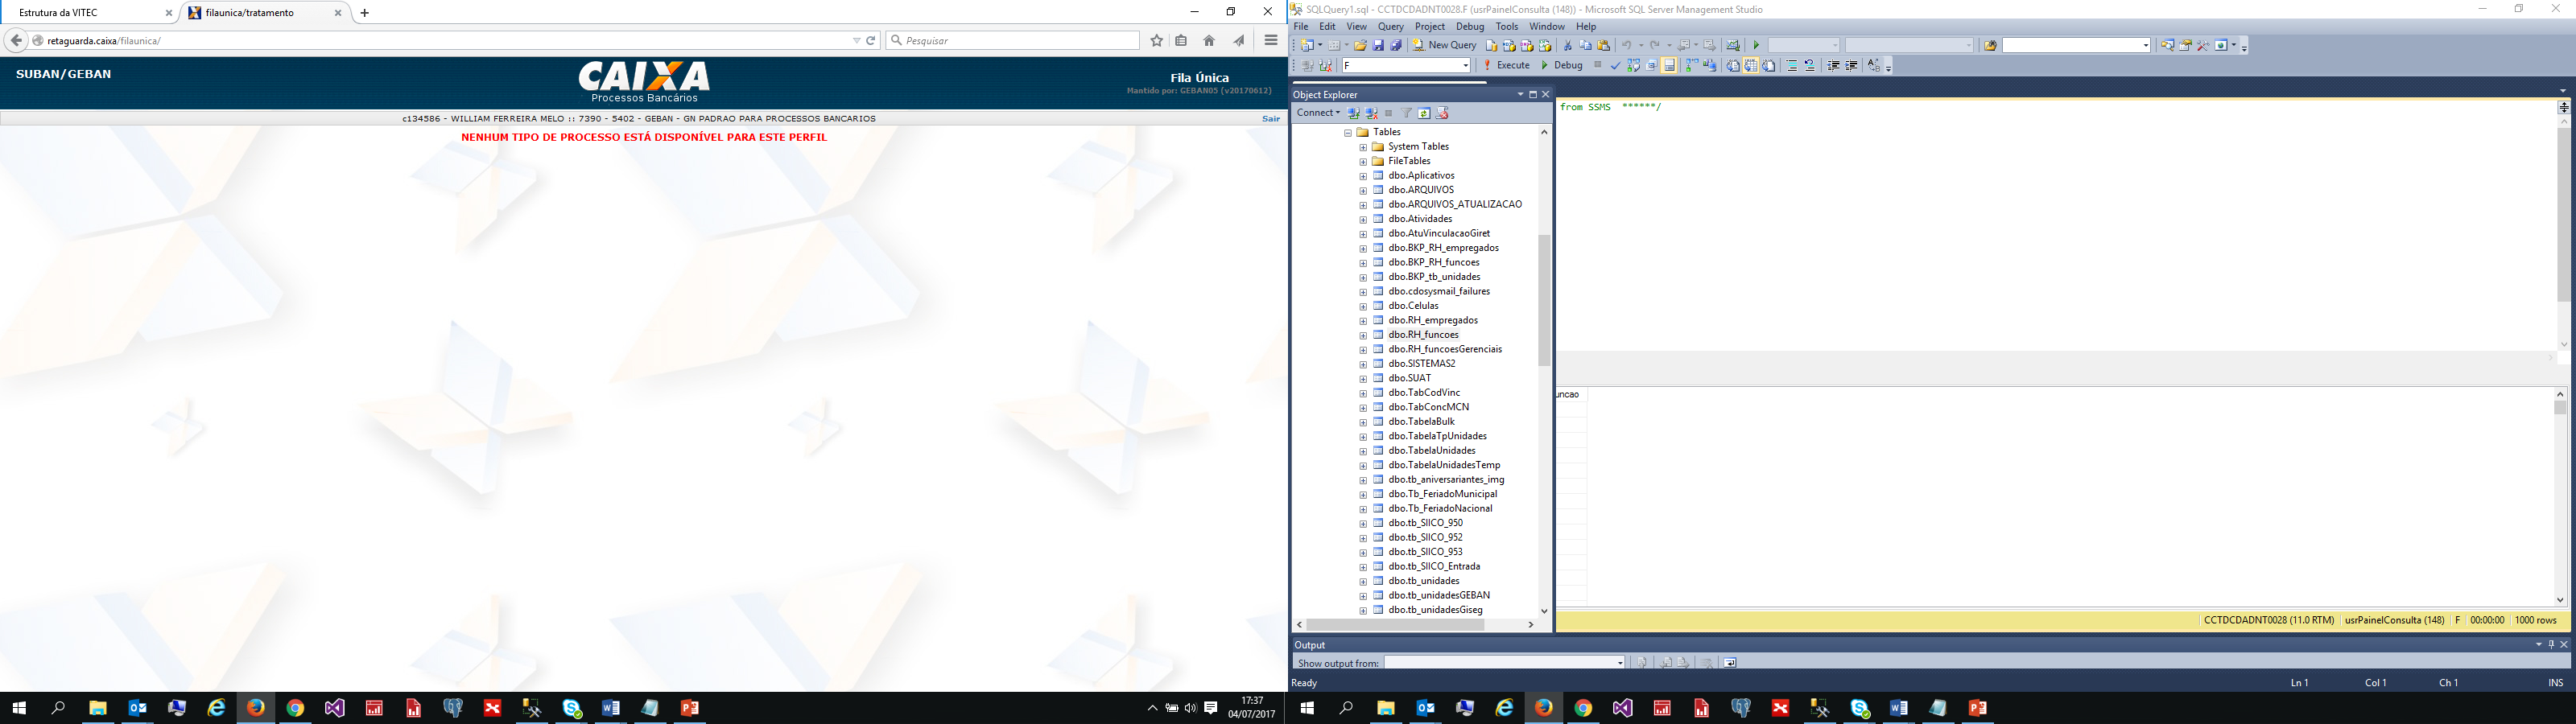 Estrutura da VITEC
filaunica/tratamento
retaguarda.caixa/filaunica/
Pesquisar
SUBAN/GEBAN
CAIXA
Processos Bancários
Fila Única
Mantido por: GEBAN05 (v20170612)
c134586 - WILLIAM FERREIRA MELO :: 7390 - 5402 - GEBAN - GN PADRAO PARA PROCESSOS BANCARIOS
Sair
NENHUM TIPO DE PROCESSO ESTÁ DISPONÍVEL PARA ESTE PERFIL
17:37
04/07/2017
SQLQuery1.sql - CCTDCDADNT0028.F (usrPainelConsulta (148)) - Microsoft SQL Server Management Studio
File Edit View Query Project Debug Tools Window Help
New Query
F
Execute
Debug
Object Explorer
Connect
from SSMS ******/
Tables
System Tables
FileTables
dbo.Aplicativos
dbo.ARQUIVOS
dbo.ARQUIVOS_ATUALIZACAO
dbo.Atividades
dbo.AtuVinculacaoGiret
dbo.BKP_RH_empregados
dbo.BKP_RH_funcoes
dbo.BKP_tb_unidades
dbo.cdosysmail_failures
dbo.Celulas
dbo.RH_empregados
dbo.RH_funcoes
dbo.RH_funcoesGerenciais
dbo.SISTEMAS2
dbo.SUAT
dbo.TabCodVinc
dbo.TabConcMCN
dbo.TabelaBulk
dbo.TabelaTpUnidades
dbo.TabelaUnidades
dbo.TabelaUnidadesTemp
dbo.tb_aniversariantes_img
dbo.Tb_FeriadoMunicipal
dbo.Tb_FeriadoNacional
dbo.tb_SIICO_950
dbo.tb_SIICO_952
dbo.tb_SIICO_953
dbo.tb_SIICO_Entrada
dbo.tb_unidades
dbo.tb_unidadesGEBAN
dbo.tb_unidadesGiseg
uncao
CCTDCDADNT0028 (11.0 RTM) usrPainelConsulta (148) F 00:00:00 1000 rows
Output
Show output from:
Ready
Ln 1 Col 1 Ch 1 INS